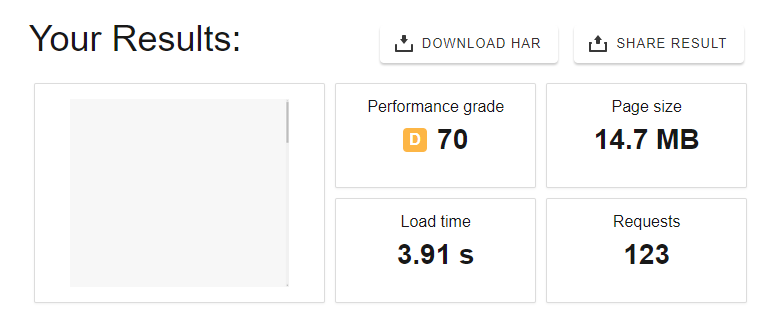 Your Results:
DOWNLOAD HAR
SHARE RESULT
Performance grade
D 70
Page size
14.7 MB
Load time
3.91 s
Requests
123